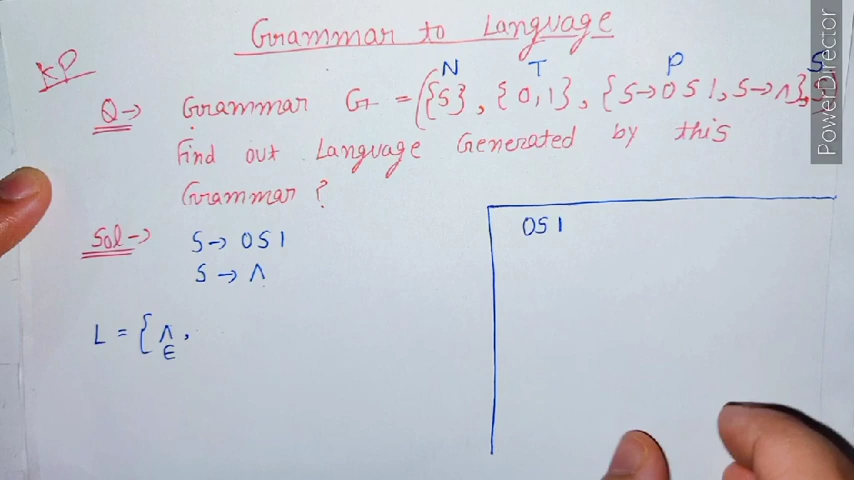 Grammar to Language
KP
N T P S
Q→ Grammar G = ({S}, {0,1}, {S→0S1, S→Λ},
Find out Language Generated by this
Grammar?
Sol→ S→ 0S1
S → Λ
0S1
L = { Λ,
ε
PowerDirector